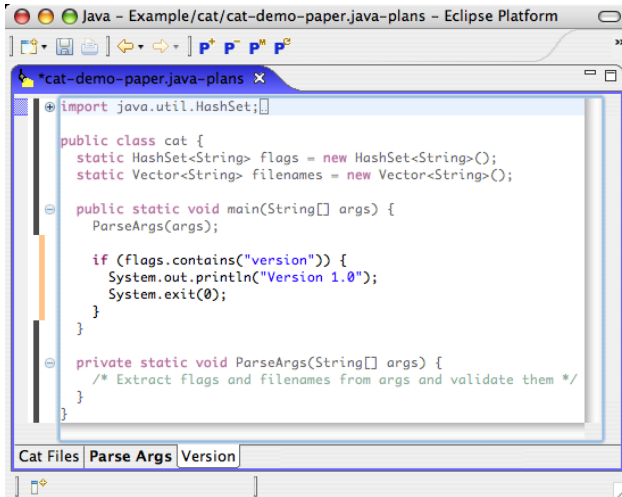 Java – Example/cat/cat-demo-paper.java-plans – Eclipse Platform
P+ P- PM PC
»
*cat-demo-paper.java-plans
import java.util.HashSet;
public class cat {
static HashSet<String> flags = new HashSet<String>();
static Vector<String> filenames = new Vector<String>();
public static void main(String[] args) {
ParseArgs(args);
if (flags.contains("version")) {
System.out.println("Version 1.0");
System.exit(0);
}
}
private static void ParseArgs(String[] args) {
/* Extract flags and filenames from args and validate them */
}
}
Cat Files Parse Args Version